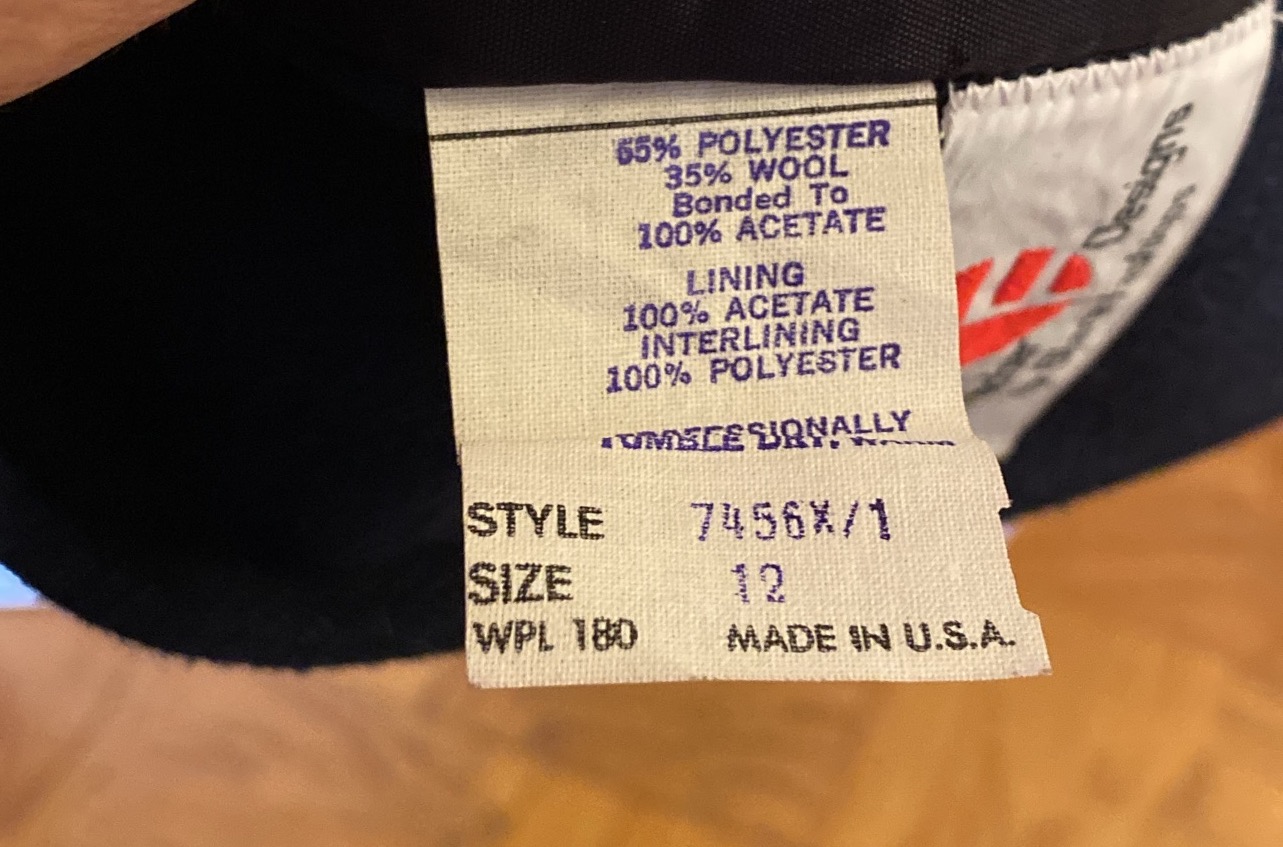 65% POLYESTER
35% WOOL
Bonded To
100% ACETATE
LINING
100% ACETATE
INTERLINING
100% POLYESTER
STYLE 7456X/1
SIZE 12
WPL 180 MADE IN U.S.A.
Designs